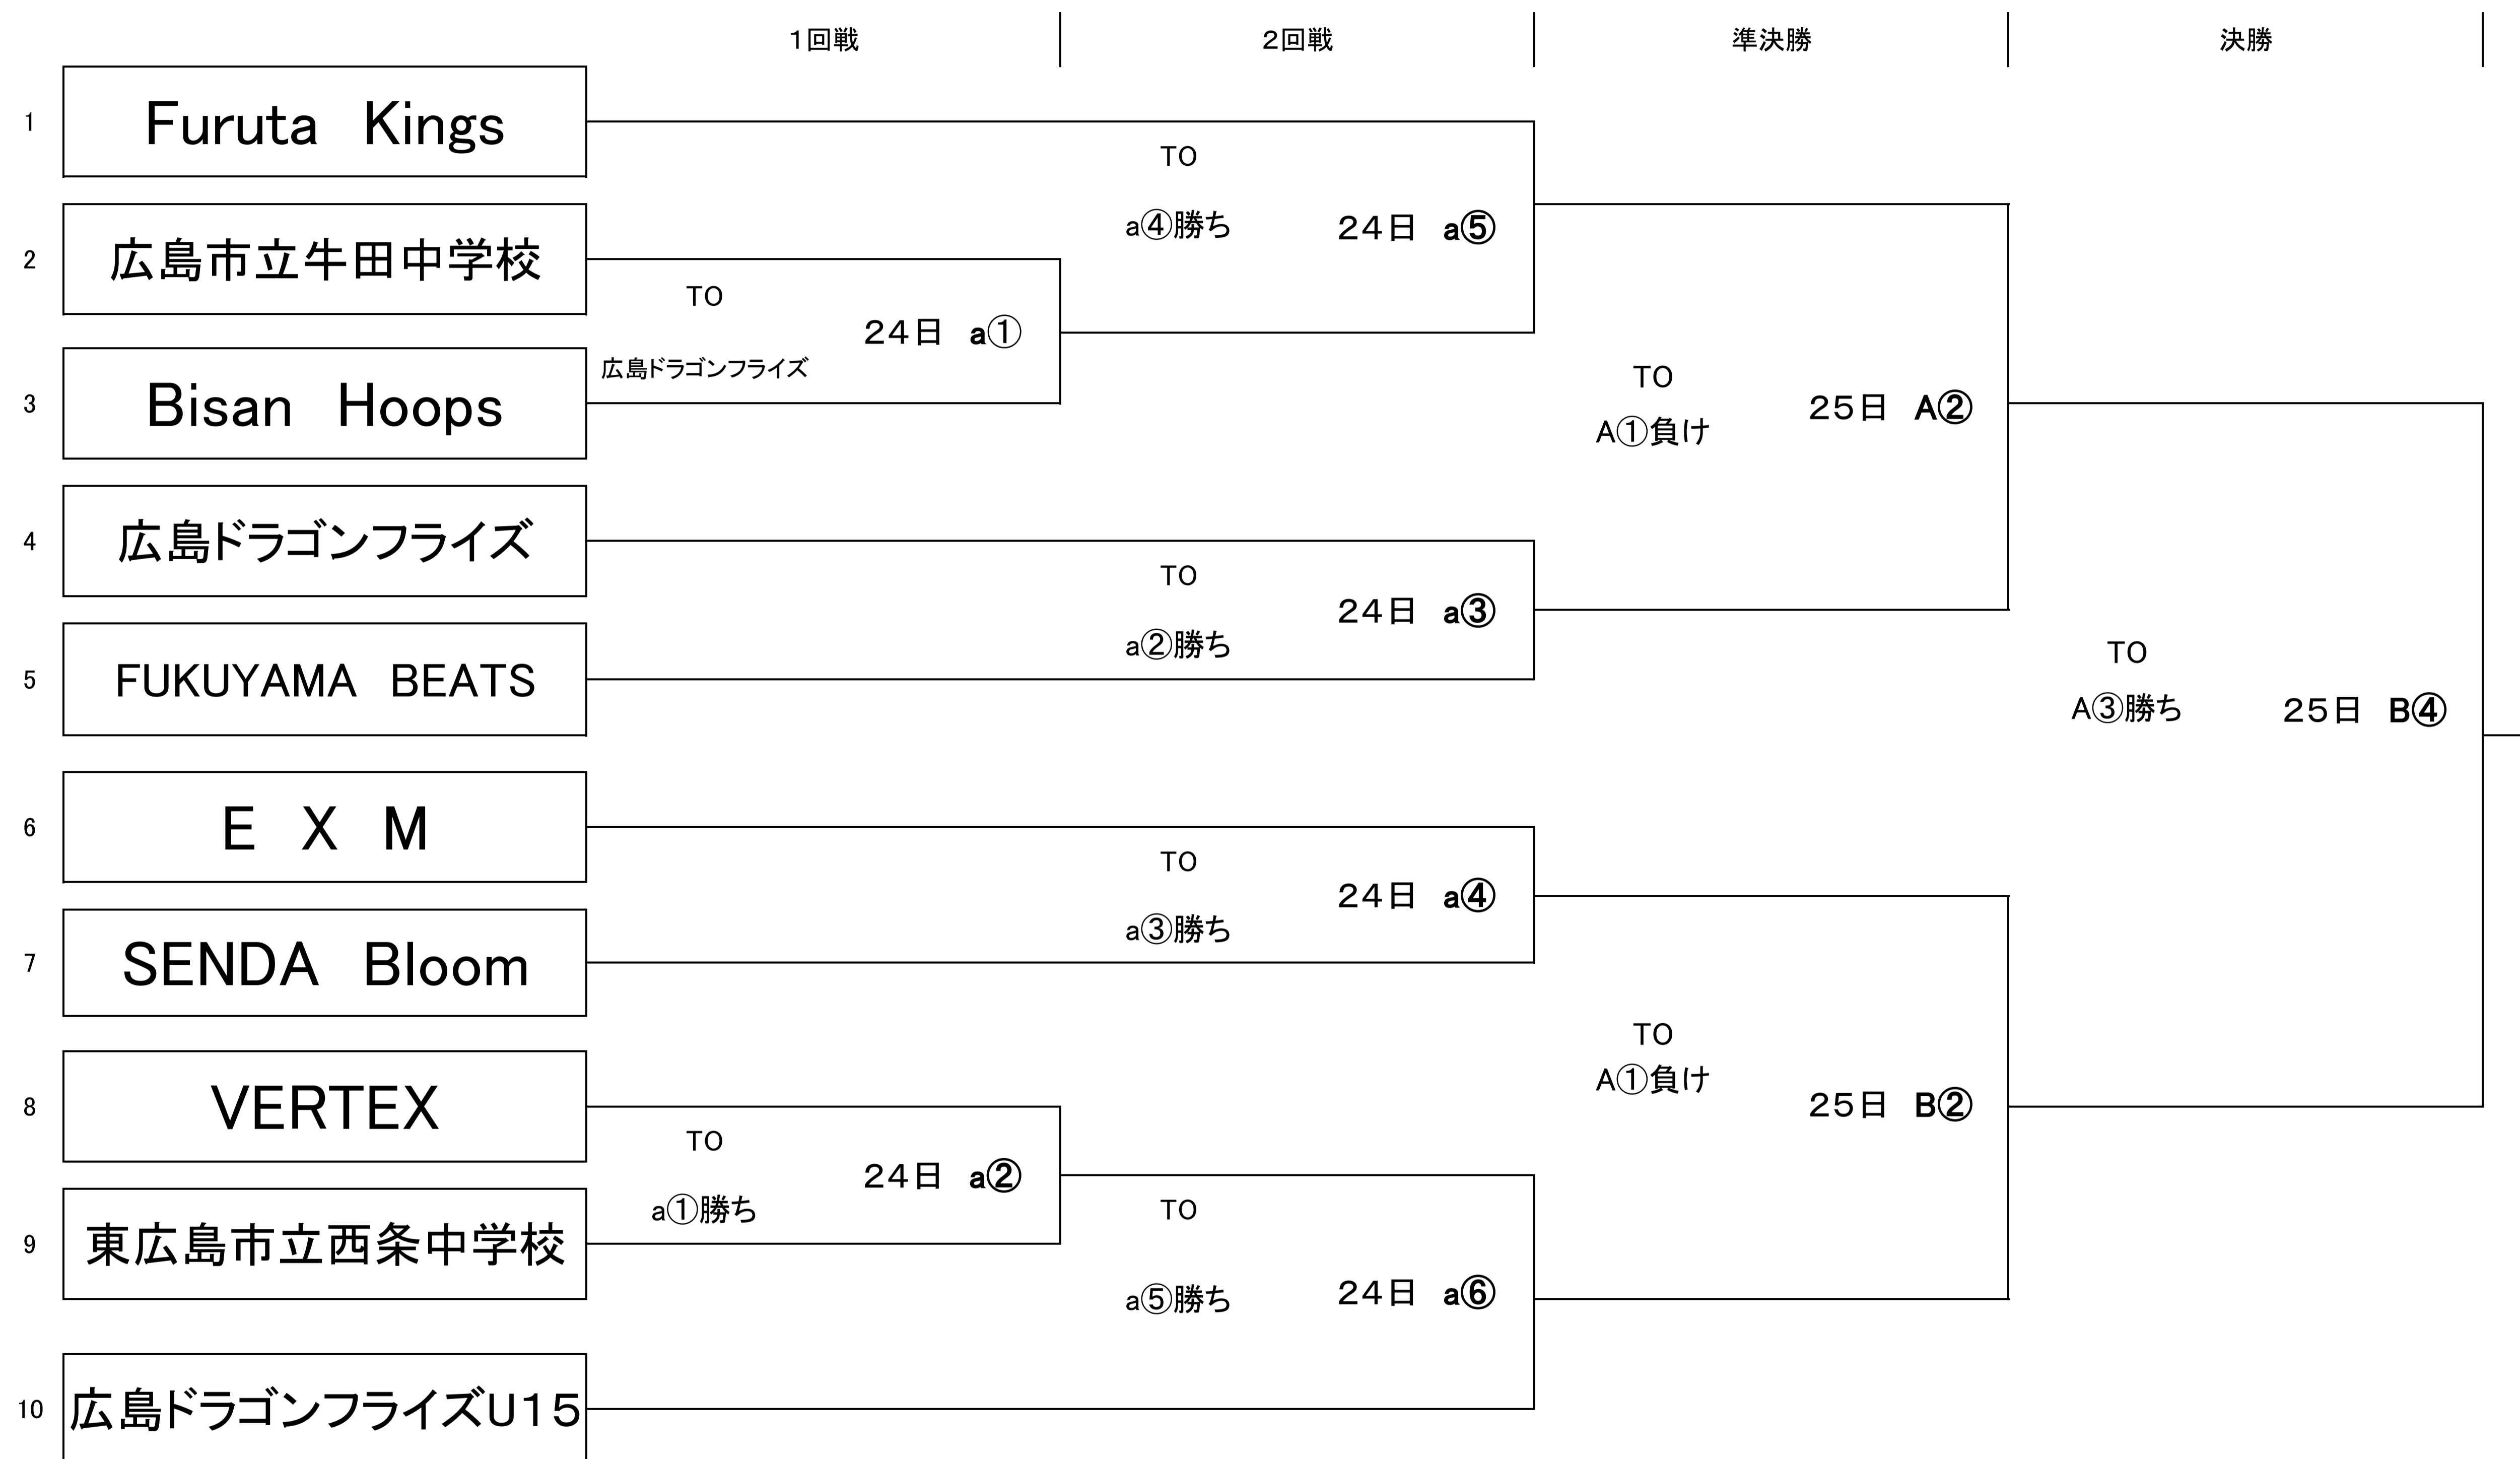 １回戦 ２回戦 準決勝 決勝
1 Furuta Kings
TO
a④勝ち 24日 a⑤
2 広島市立牛田中学校
TO
24日 a①
広島ドラゴンフライズ
3 Bisan Hoops
TO
A①負け 25日 A②
4 広島ドラゴンフライズ
TO
24日 a③
a②勝ち
5 FUKUYAMA BEATS
TO
A③勝ち 25日 B④
6 E X M
TO
24日 a④
a③勝ち
7 SENDA Bloom
TO
A①負け
25日 B②
8 VERTEX
TO
24日 a②
a①勝ち
9 東広島市立西条中学校
TO
a⑤勝ち 24日 a⑥
10 広島ドラゴンフライズU15